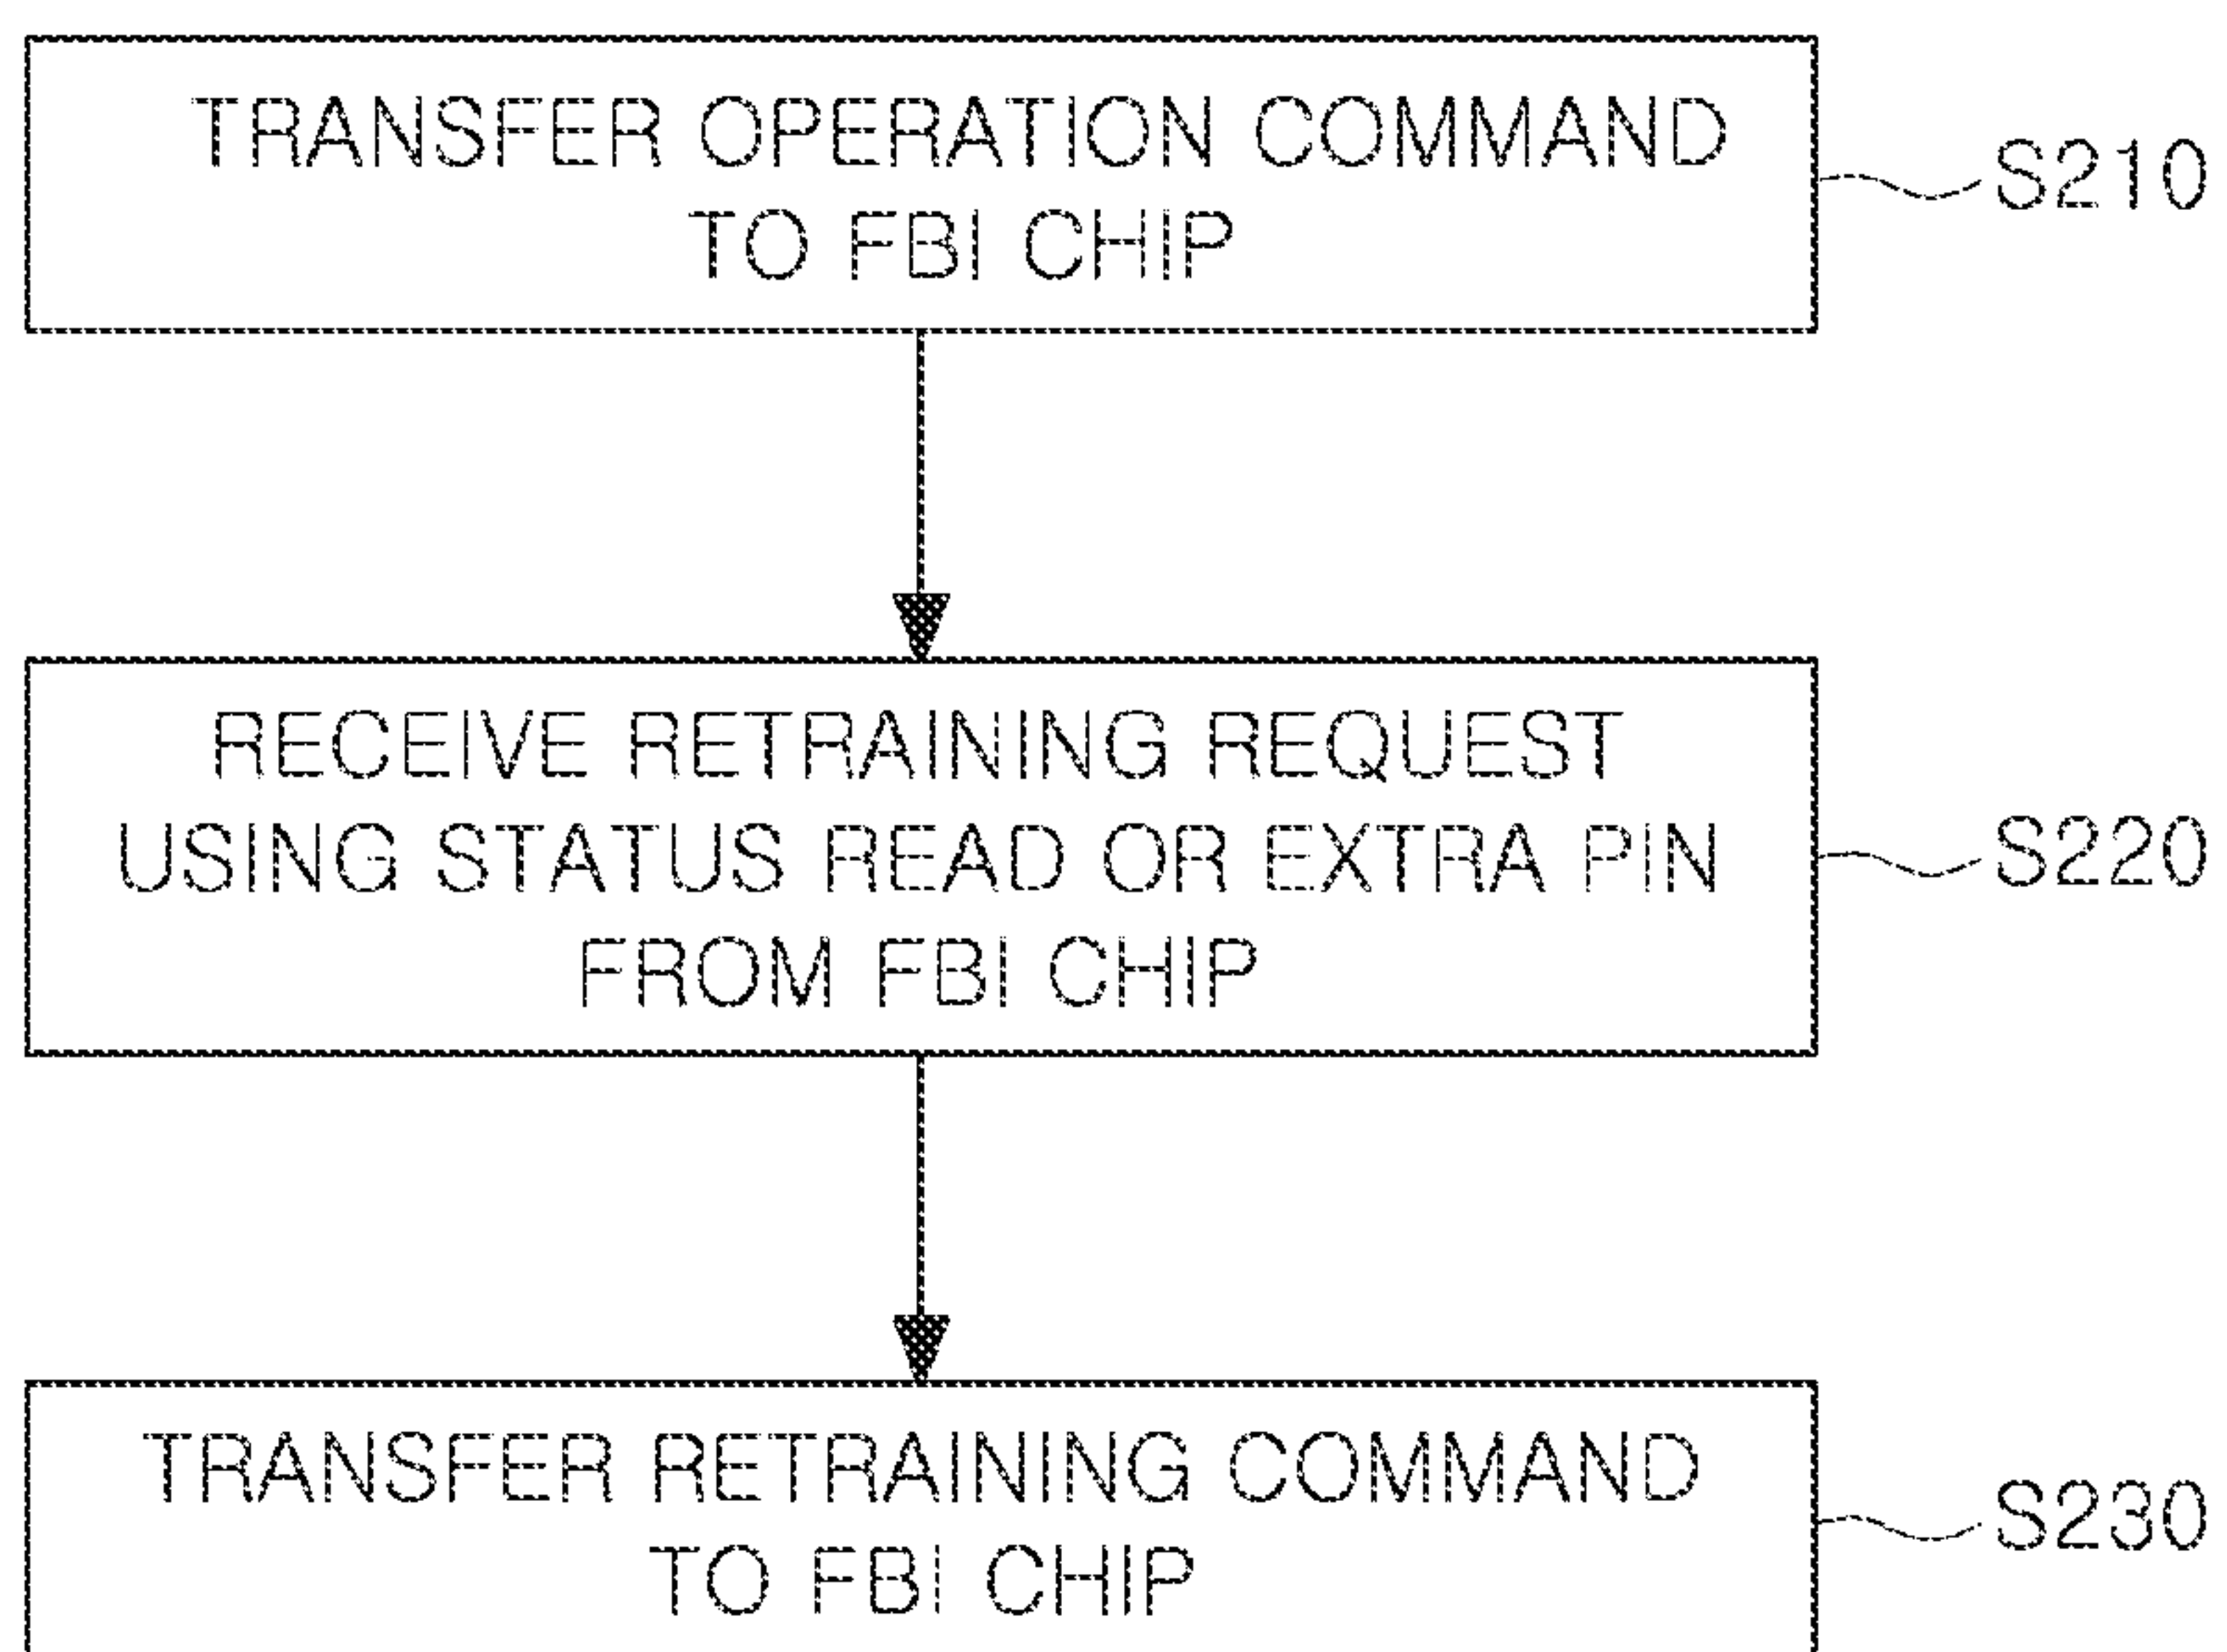 TRANSFER OPERATION COMMAND
TO FBI CHIP
S210
RECEIVE RETRAINING REQUEST
USING STATUS READ OR EXTRA PIN
FROM FBI CHIP
S220
TRANSFER RETRAINING COMMAND
TO FBI CHIP
S230